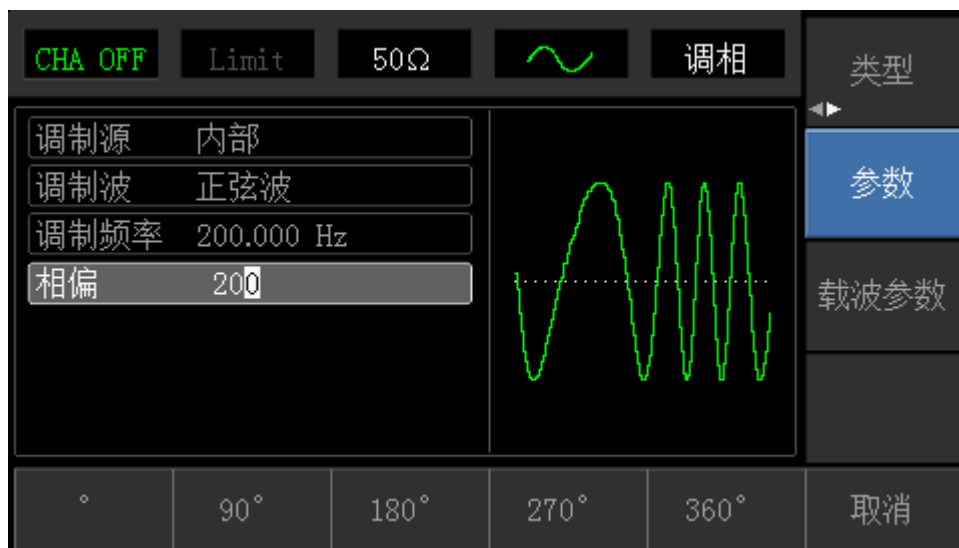 CHA OFF Limit 50Ω 调相 类型
调制源 内部
调制波 正弦波
调制频率 200.000 Hz
相偏 200
参数
载波参数
° 90° 180° 270° 360° 取消